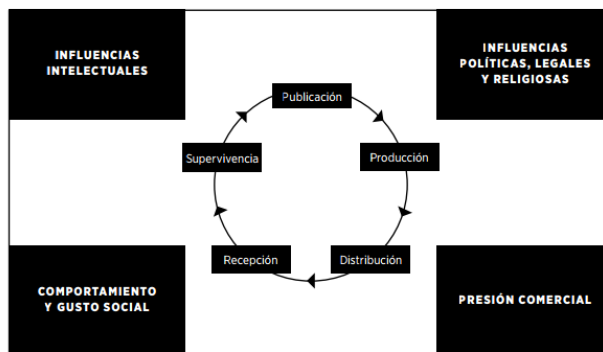 INFLUENCIAS
INTELECTUALES
INFLUENCIAS
POLÍTICAS, LEGALES
Y RELIGIOSAS
Publicación
Supervivencia
Producción
Recepción
Distribución
COMPORTAMIENTO
Y GUSTO SOCIAL
PRESIÓN COMERCIAL